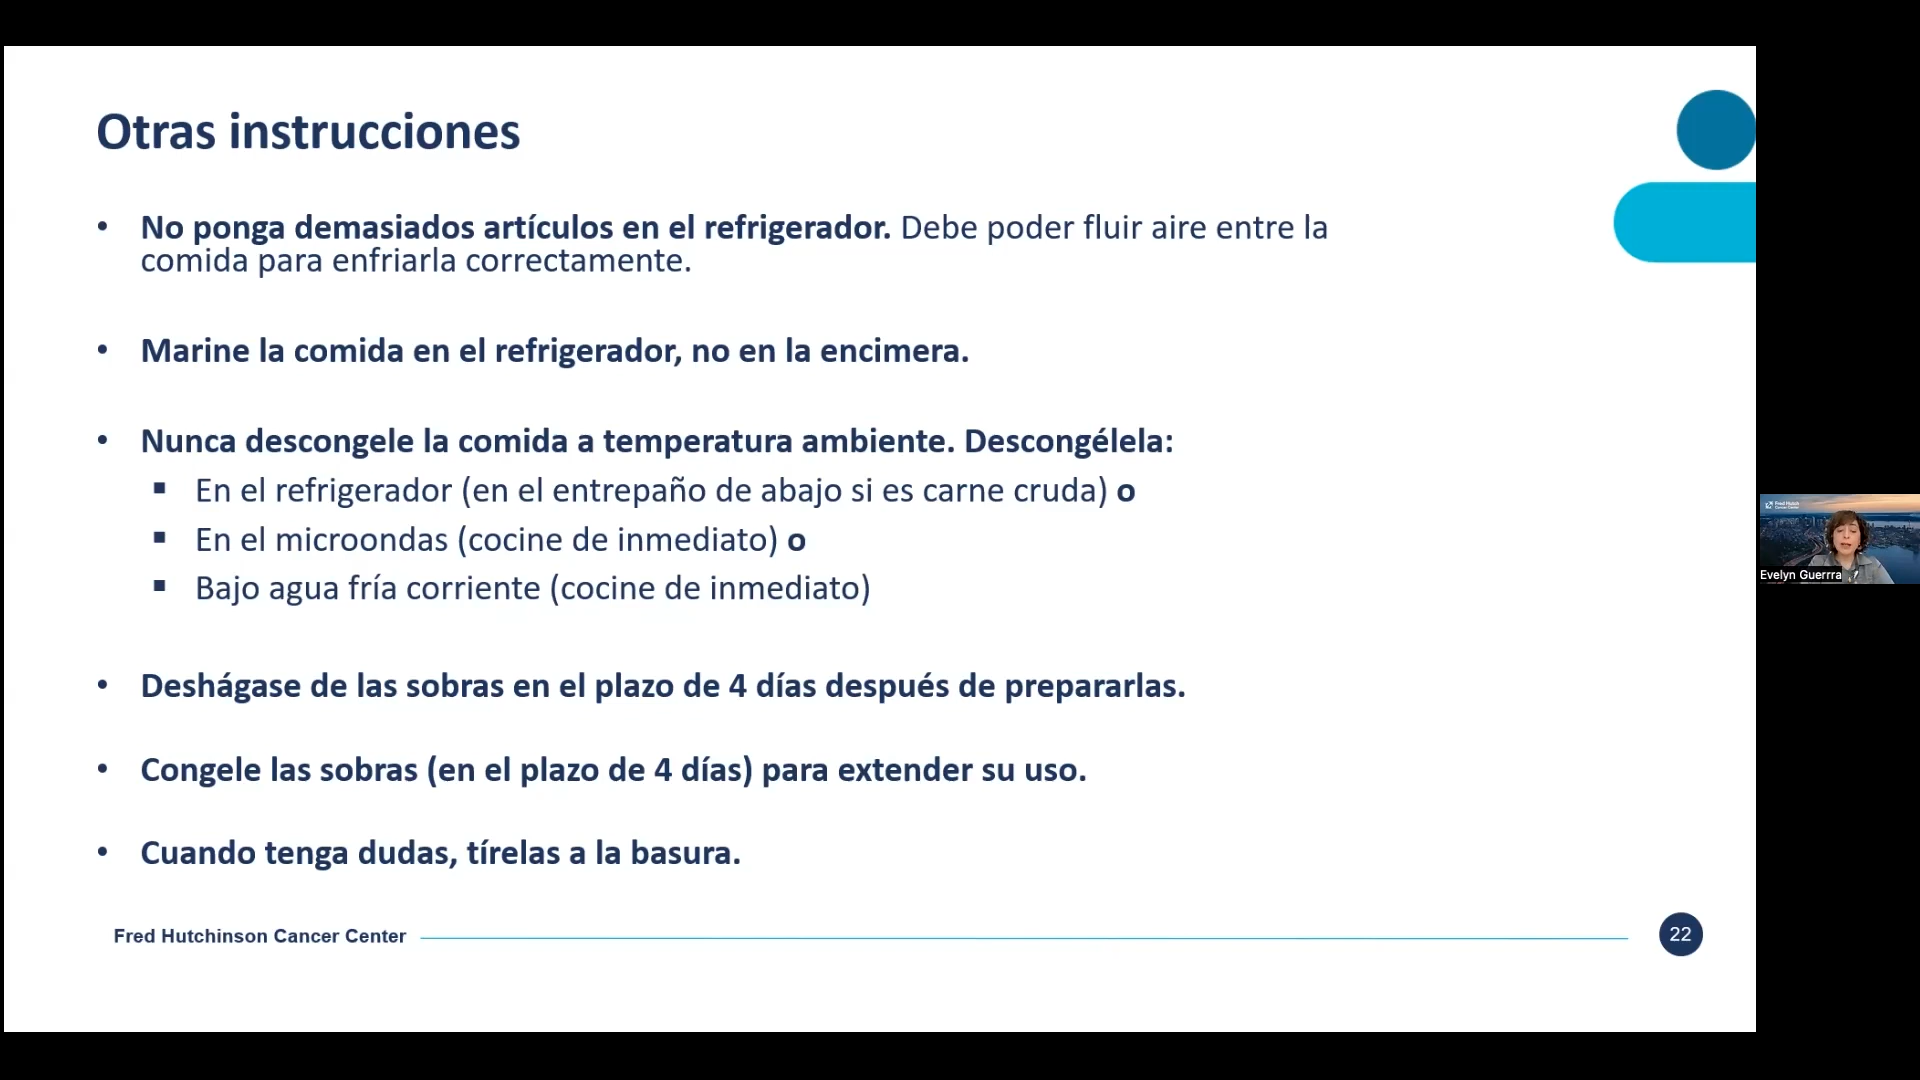 Otras instrucciones
• No ponga demasiados artículos en el refrigerador. Debe poder fluir aire entre la
comida para enfriarla correctamente.
• Marine la comida en el refrigerador, no en la encimera.
• Nunca descongele la comida a temperatura ambiente. Descongélela:
▪ En el refrigerador (en el entrepaño de abajo si es carne cruda) o
▪ En el microondas (cocine de inmediato) o
▪ Bajo agua fría corriente (cocine de inmediato)
• Deshágase de las sobras en el plazo de 4 días después de prepararlas.
• Congele las sobras (en el plazo de 4 días) para extender su uso.
• Cuando tenga dudas, tírelas a la basura.
Fred Hutchinson Cancer Center
22
Fred Hutch
Cancer Center
Evelyn Guerrra